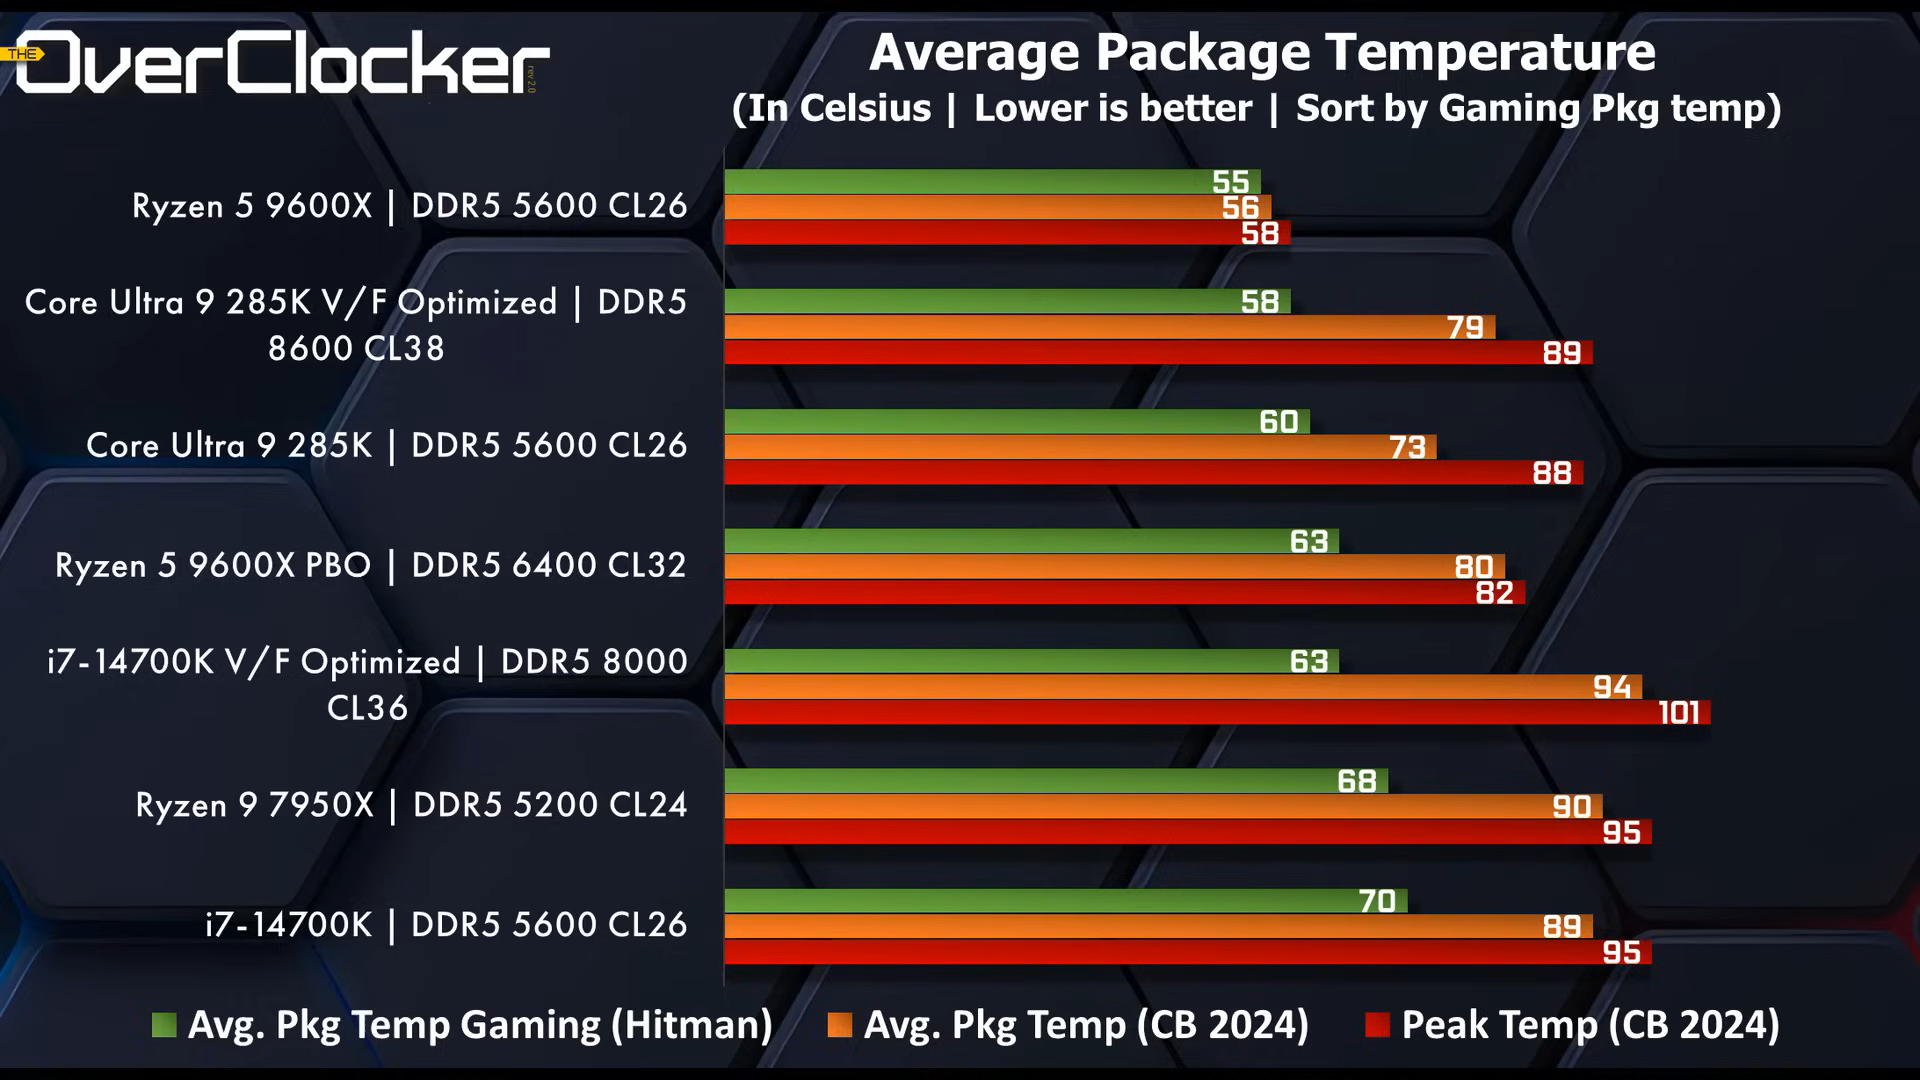 THE OverClocker rev 2.0
Average Package Temperature
(In Celsius | Lower is better | Sort by Gaming Pkg temp)
Ryzen 5 9600X | DDR5 5600 CL26
55
56
58
Core Ultra 9 285K V/F Optimized | DDR5
8600 CL38
58
79
89
Core Ultra 9 285K | DDR5 5600 CL26
60
73
88
Ryzen 5 9600X PBO | DDR5 6400 CL32
63
80
82
i7-14700K V/F Optimized | DDR5 8000
CL36
63
94
101
Ryzen 9 7950X | DDR5 5200 CL24
68
90
95
i7-14700K | DDR5 5600 CL26
70
89
95
Avg. Pkg Temp Gaming (Hitman) Avg. Pkg Temp (CB 2024) Peak Temp (CB 2024)